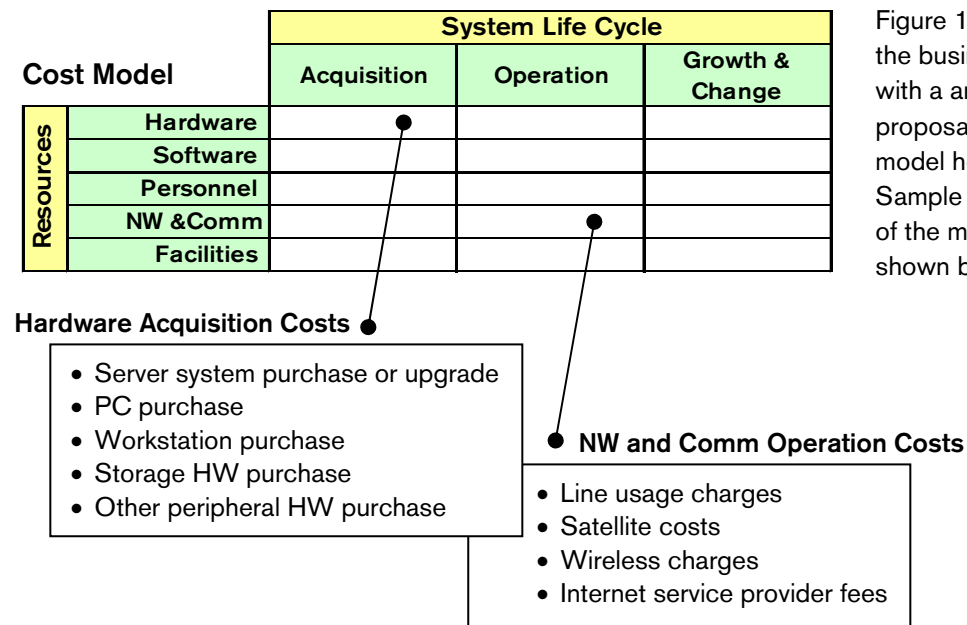 System Life Cycle
Cost Model
Acquisition
Operation
Growth &
Change
Resources
Hardware
Software
Personnel
NW &Comm
Facilities
Figure 1
the busi
with a a
proposa
model h
Sample
of the m
shown b
Hardware Acquisition Costs
• Server system purchase or upgrade
• PC purchase
• Workstation purchase
• Storage HW purchase
• Other peripheral HW purchase
NW and Comm Operation Costs
• Line usage charges
• Satellite costs
• Wireless charges
• Internet service provider fees